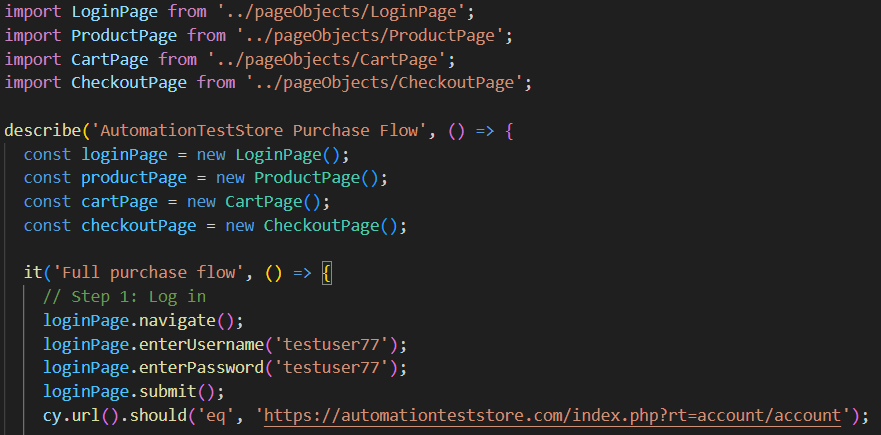 import LoginPage from '../pageObjects/LoginPage';
import ProductPage from '../pageObjects/ProductPage';
import CartPage from '../pageObjects/CartPage';
import CheckoutPage from '../pageObjects/CheckoutPage';

describe('AutomationTestStore Purchase Flow', () => {
  const loginPage = new LoginPage();
  const productPage = new ProductPage();
  const cartPage = new CartPage();
  const checkoutPage = new CheckoutPage();

  it('Full purchase flow', () => {
    // Step 1: Log in
    loginPage.navigate();
    loginPage.enterUsername('testuser77');
    loginPage.enterPassword('testuser77');
    loginPage.submit();
    cy.url().should('eq', 'https://automationteststore.com/index.php?rt=account/account');